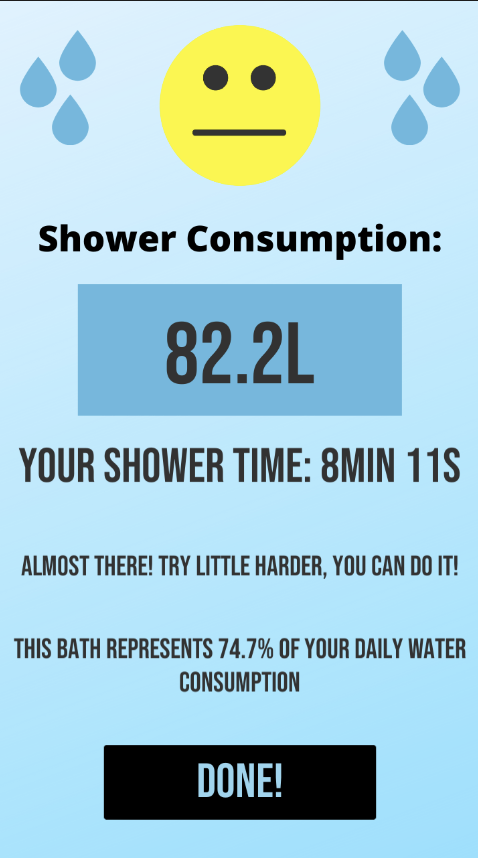 Shower Consumption:
82.2L
YOUR SHOWER TIME: 8MIN 11S
ALMOST THERE! TRY LITTLE HARDER, YOU CAN DO IT!
THIS BATH REPRESENTS 74.7% OF YOUR DAILY WATER
CONSUMPTION
DONE!